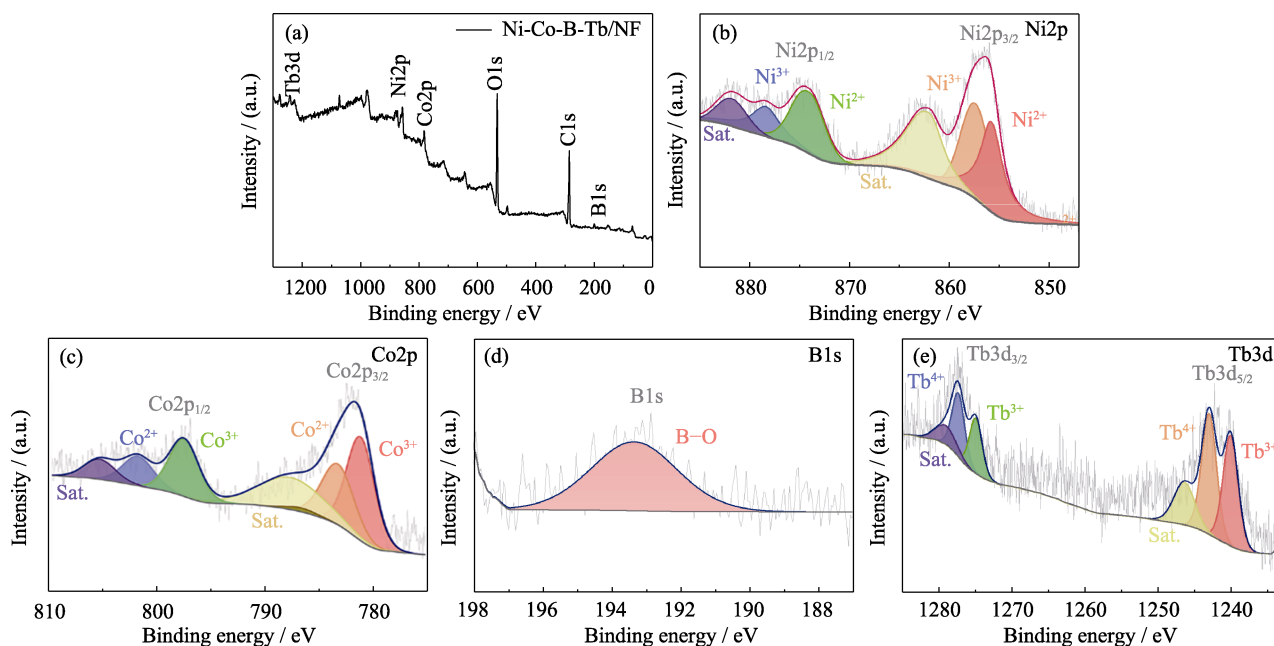 (a)
Ni-Co-B-Tb/NF
Tb3d
Ni2p
Co2p
O1s
C1s
B1s
Intensity / (a.u.)
1200 1000 800 600 400 200 0
Binding energy / eV
(b)
Ni2p
Ni2p₃/₂
Ni2p₁/₂
Ni³⁺
Ni²⁺
Ni³⁺
Ni²⁺
Sat.
Sat.
2+
Intensity / (a.u.)
880 870 860 850
Binding energy / eV
(c)
Co2p
Co2p₃/₂
Co2p₁/₂
Co²⁺
Co³⁺
Co²⁺
Co³⁺
Sat.
Sat.
Intensity / (a.u.)
810 800 790 780
Binding energy / eV
(d)
B1s
B1s
B−O
Intensity / (a.u.)
198 196 194 192 190 188
Binding energy / eV
(e)
Tb3d
Tb3d₃/₂
Tb3d₅/₂
Tb⁴⁺
Tb³⁺
Tb⁴⁺
Tb³⁺
Sat.
Sat.
Intensity / (a.u.)
1280 1270 1260 1250 1240
Binding energy / eV